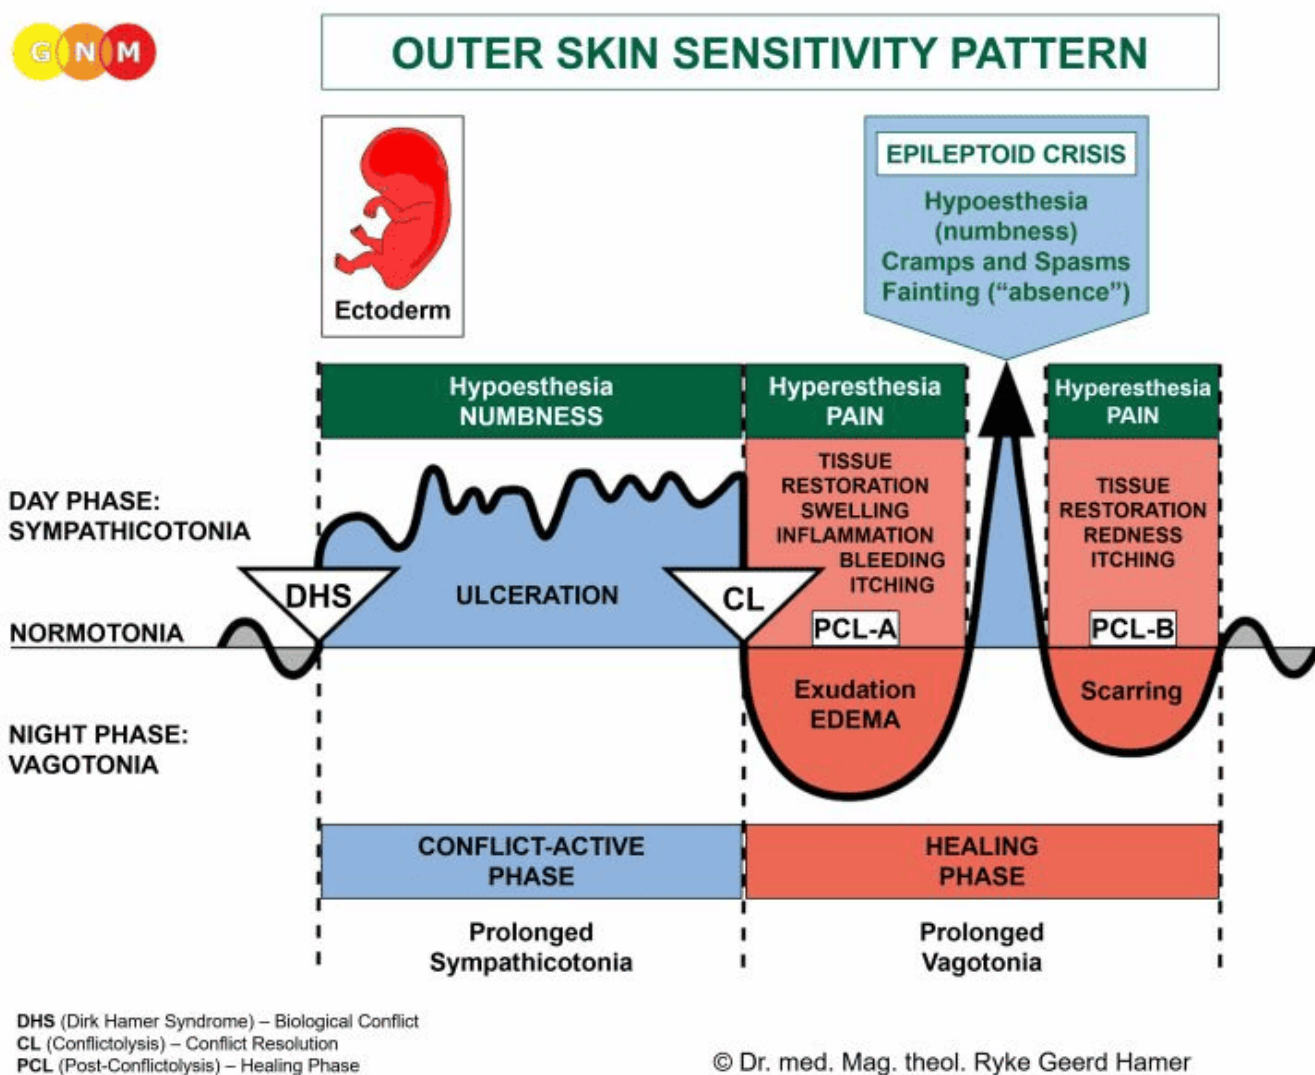 GNM
OUTER SKIN SENSITIVITY PATTERN
Ectoderm
EPILEPTOID CRISIS
Hypoesthesia
(numbness)
Cramps and Spasms
Fainting (“absence”)
Hypoesthesia
NUMBNESS
Hyperesthesia
PAIN
Hyperesthesia
PAIN
DAY PHASE:
SYMPATHICOTONIA
TISSUE
RESTORATION
SWELLING
INFLAMMATION
BLEEDING
ITCHING
TISSUE
RESTORATION
REDNESS
ITCHING
DHS
ULCERATION
CL
NORMOTONIA
PCL-A
PCL-B
NIGHT PHASE:
VAGOTONIA
Exudation
EDEMA
Scarring
CONFLICT-ACTIVE
PHASE
HEALING
PHASE
Prolonged
Sympathicotonia
Prolonged
Vagotonia
DHS (Dirk Hamer Syndrome) – Biological Conflict
CL (Conflictolysis) – Conflict Resolution
PCL (Post-Conflictolysis) – Healing Phase
© Dr. med. Mag. theol. Ryke Geerd Hamer